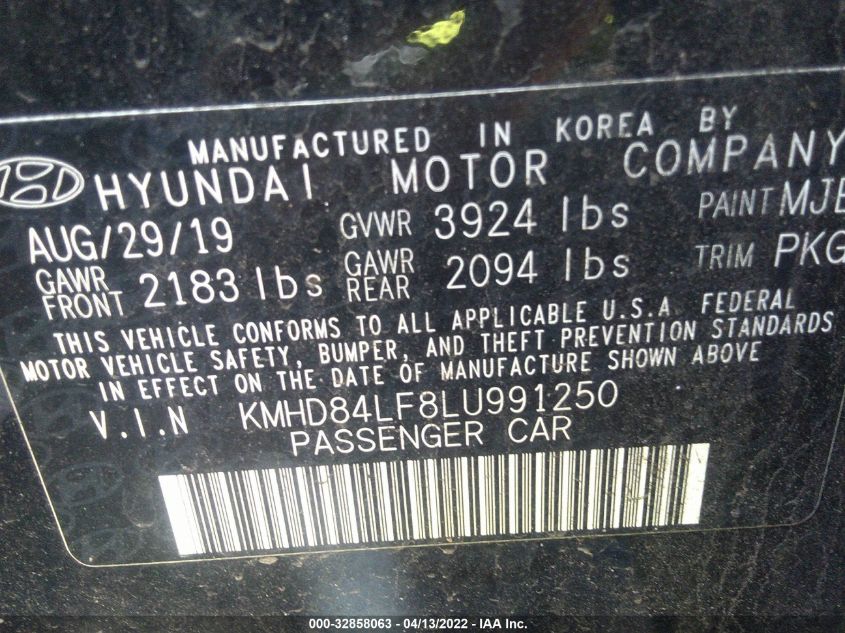 MANUFACTURED IN KOREA BY
HYUNDAI MOTOR COMPANY
AUG/29/19 GVWR 3924 lbs PAINT MJB
GAWR FRONT 2183 lbs GAWR REAR 2094 lbs TRIM PKG
THIS VEHICLE CONFORMS TO ALL APPLICABLE U.S.A. FEDERAL
MOTOR VEHICLE SAFETY, BUMPER, AND THEFT PREVENTION STANDARDS
IN EFFECT ON THE DATE OF MANUFACTURE SHOWN ABOVE
V.I.N KMHD84LF8LU991250
PASSENGER CAR
000-32858063 - 04/13/2022 - IAA Inc.